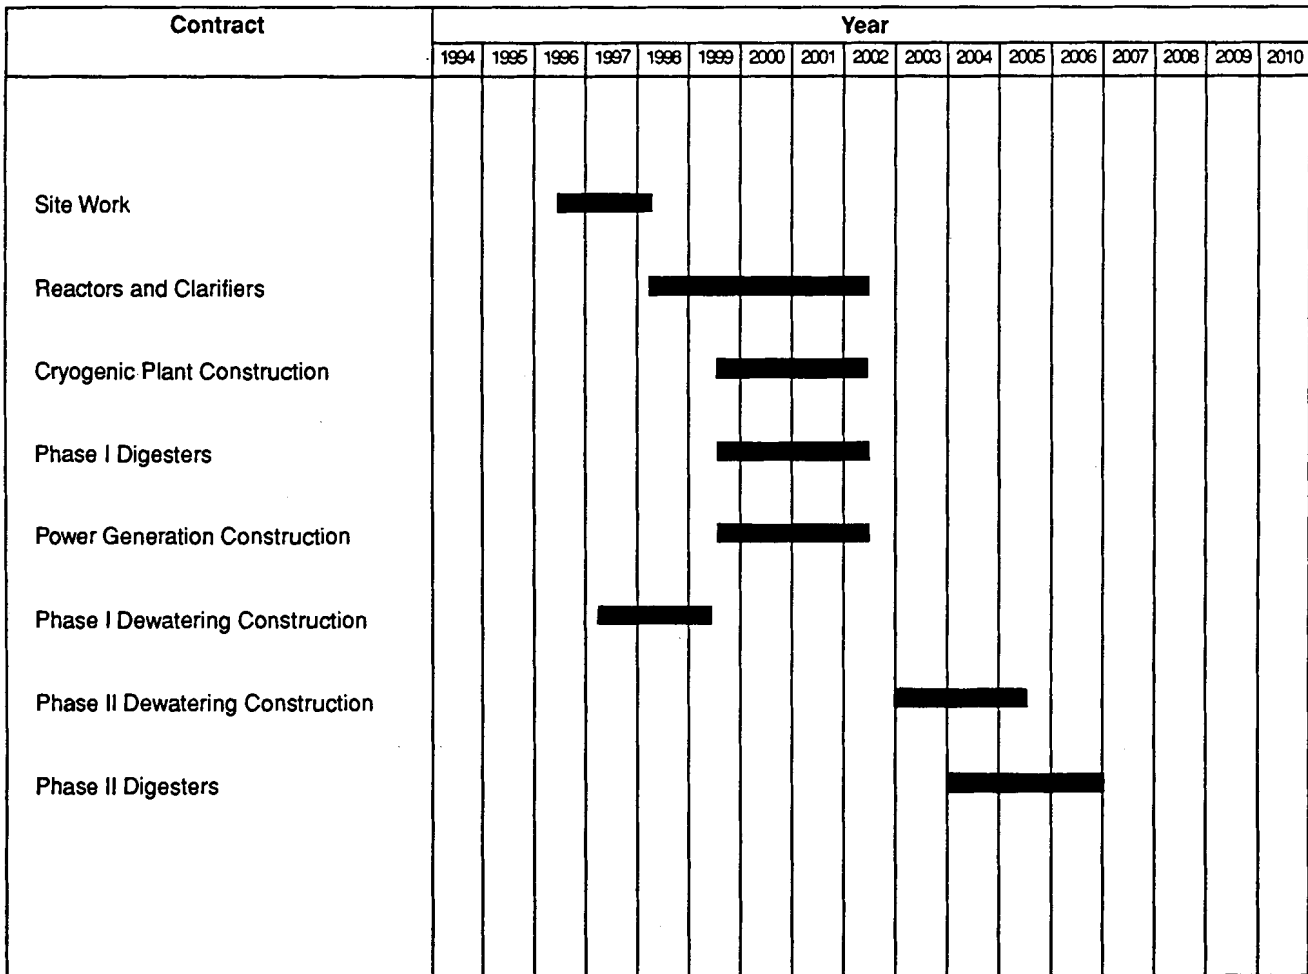 Contract
Year
1994 1995 1996 1997 1998 1999 2000 2001 2002 2003 2004 2005 2006 2007 2008 2009 2010
Site Work
Reactors and Clarifiers
Cryogenic Plant Construction
Phase I Digesters
Power Generation Construction
Phase I Dewatering Construction
Phase II Dewatering Construction
Phase II Digesters